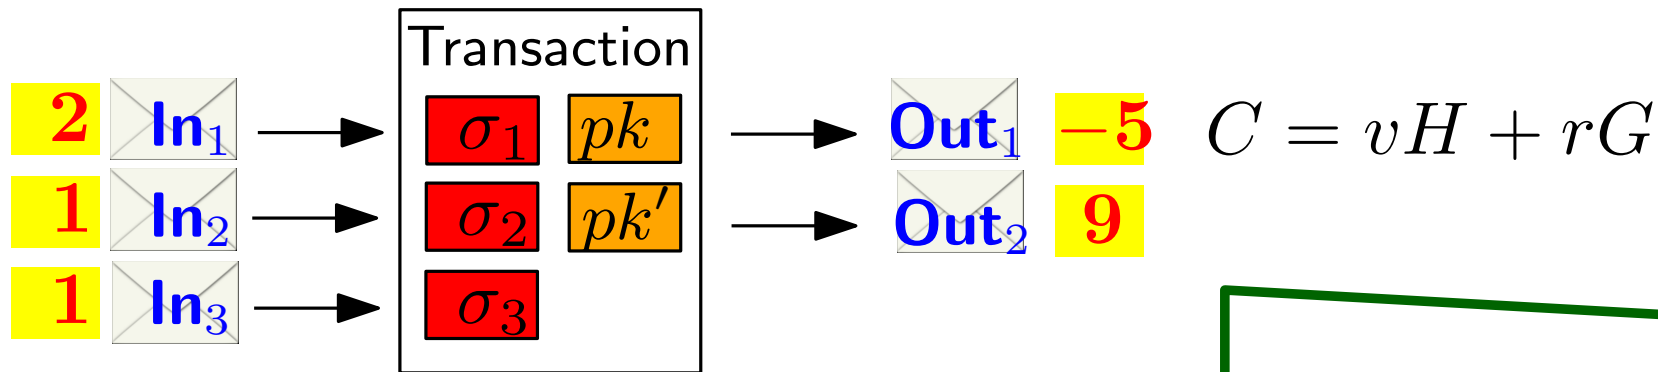 Transaction
2 In₁ σ₁ pk Out₁ −5 C = vH + rG
1 In₂ σ₂ pk′ Out₂ 9
1 In₃ σ₃